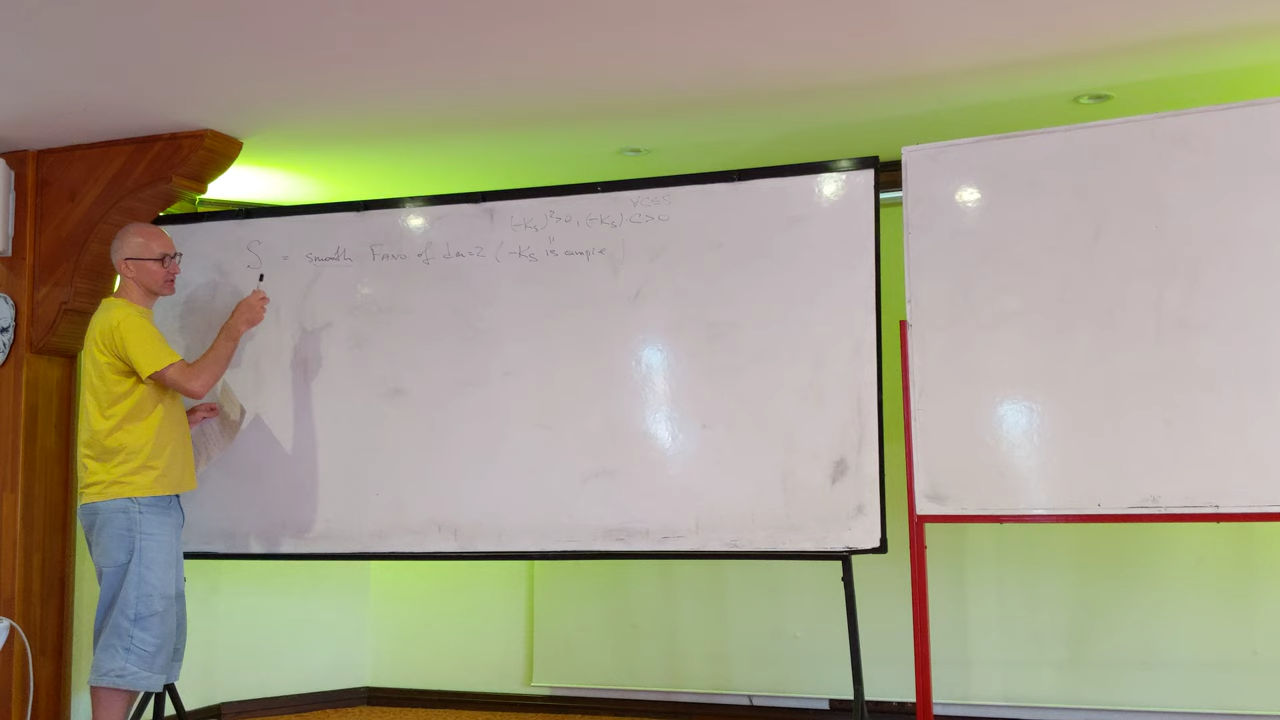 ∀C⊂S
(-K_S)²>0, (-K_S).C>0
"
S = smooth FANO of dim=2 (-K_S is ample)